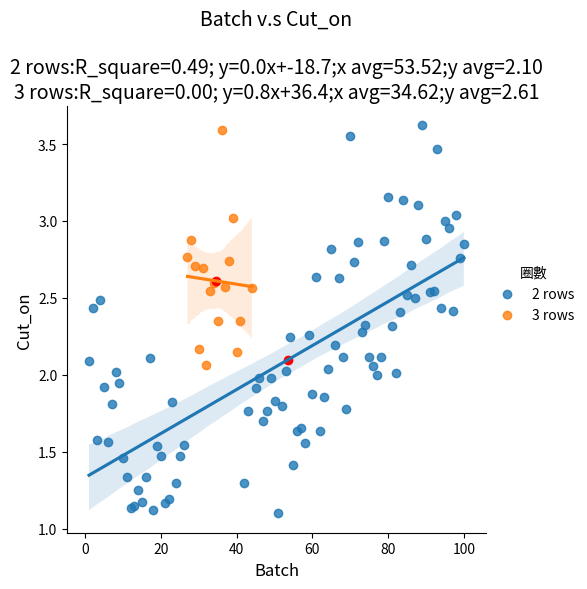 Batch v.s Cut_on
2 rows:R_square=0.49; y=0.0x+-18.7;x avg=53.52;y avg=2.10
3 rows:R_square=0.00; y=0.8x+36.4;x avg=34.62;y avg=2.61
3.5
3.0
2.5
2.0
1.5
1.0
Cut_on
0 20 40 60 80 100
Batch
圈數
2 rows
3 rows